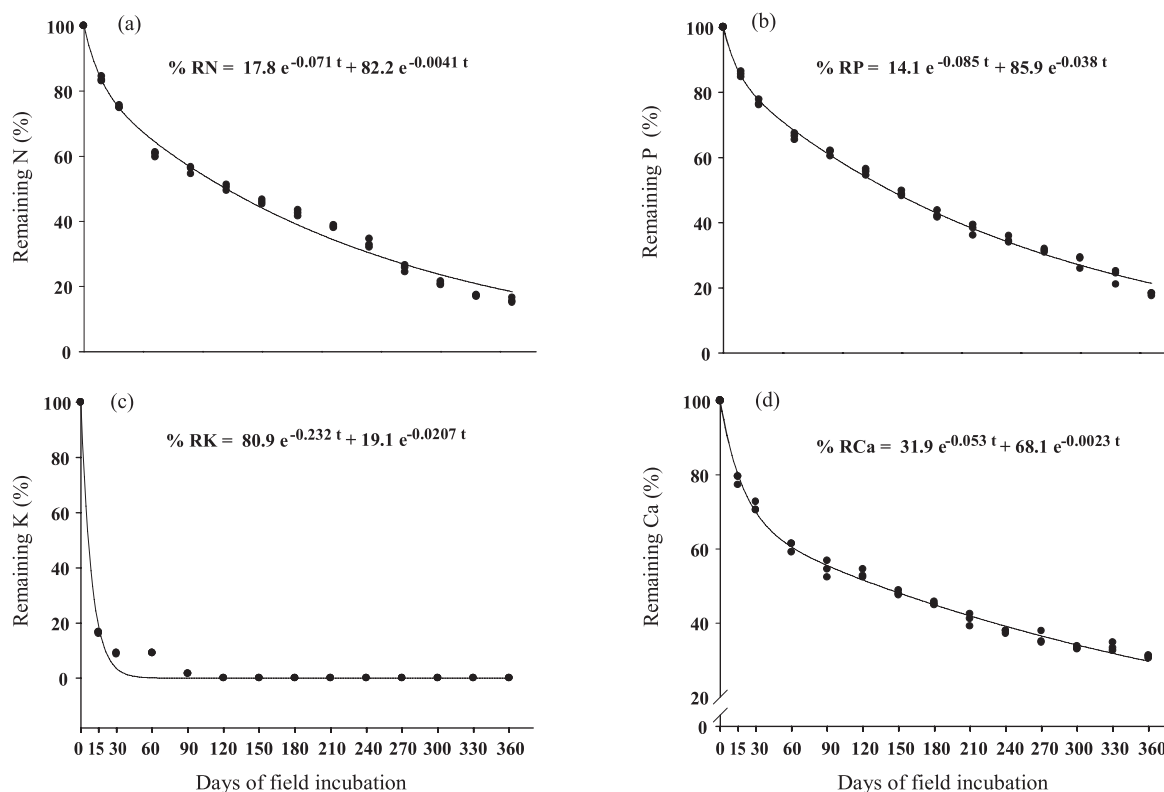 (a)
% RN = 17.8 e-0.071 t + 82.2 e-0.0041 t
Remaining N (%)
100
80
60
40
20
0
(b)
% RP = 14.1 e-0.085 t + 85.9 e-0.038 t
Remaining P (%)
100
80
60
40
20
0
(c)
% RK = 80.9 e-0.232 t + 19.1 e-0.0207 t
Remaining K (%)
100
80
60
40
20
0
0 15 30 60 90 120 150 180 210 240 270 300 330 360
Days of field incubation
(d)
% RCa = 31.9 e-0.053 t + 68.1 e-0.0023 t
Remaining Ca (%)
100
80
60
40
20
0
0 15 30 60 90 120 150 180 210 240 270 300 330 360
Days of field incubation